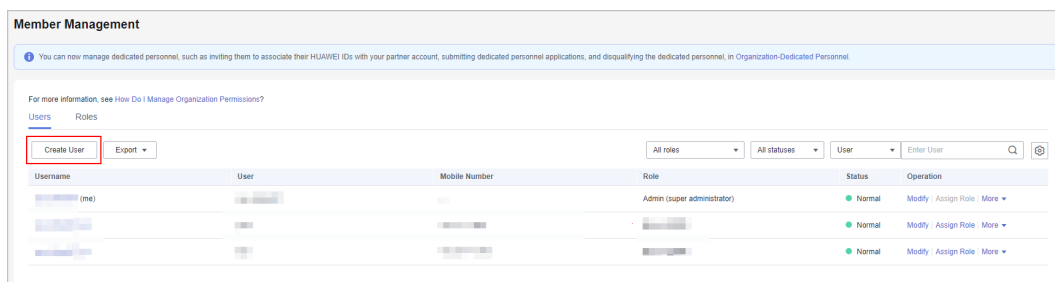 Member Management
You can now manage dedicated personnel, such as inviting them to associate their HUAWEI IDs with your partner account, submitting dedicated personnel applications, and disqualifying the dedicated personnel, in Organization-Dedicated Personnel.
For more information, see How Do I Manage Organization Permissions?
Users Roles
Create User Export All roles All statuses User Enter User
Username User Mobile Number Role Status Operation
(me) Admin (super administrator) Normal Modify Assign Role More
Normal Modify Assign Role More
Normal Modify Assign Role More